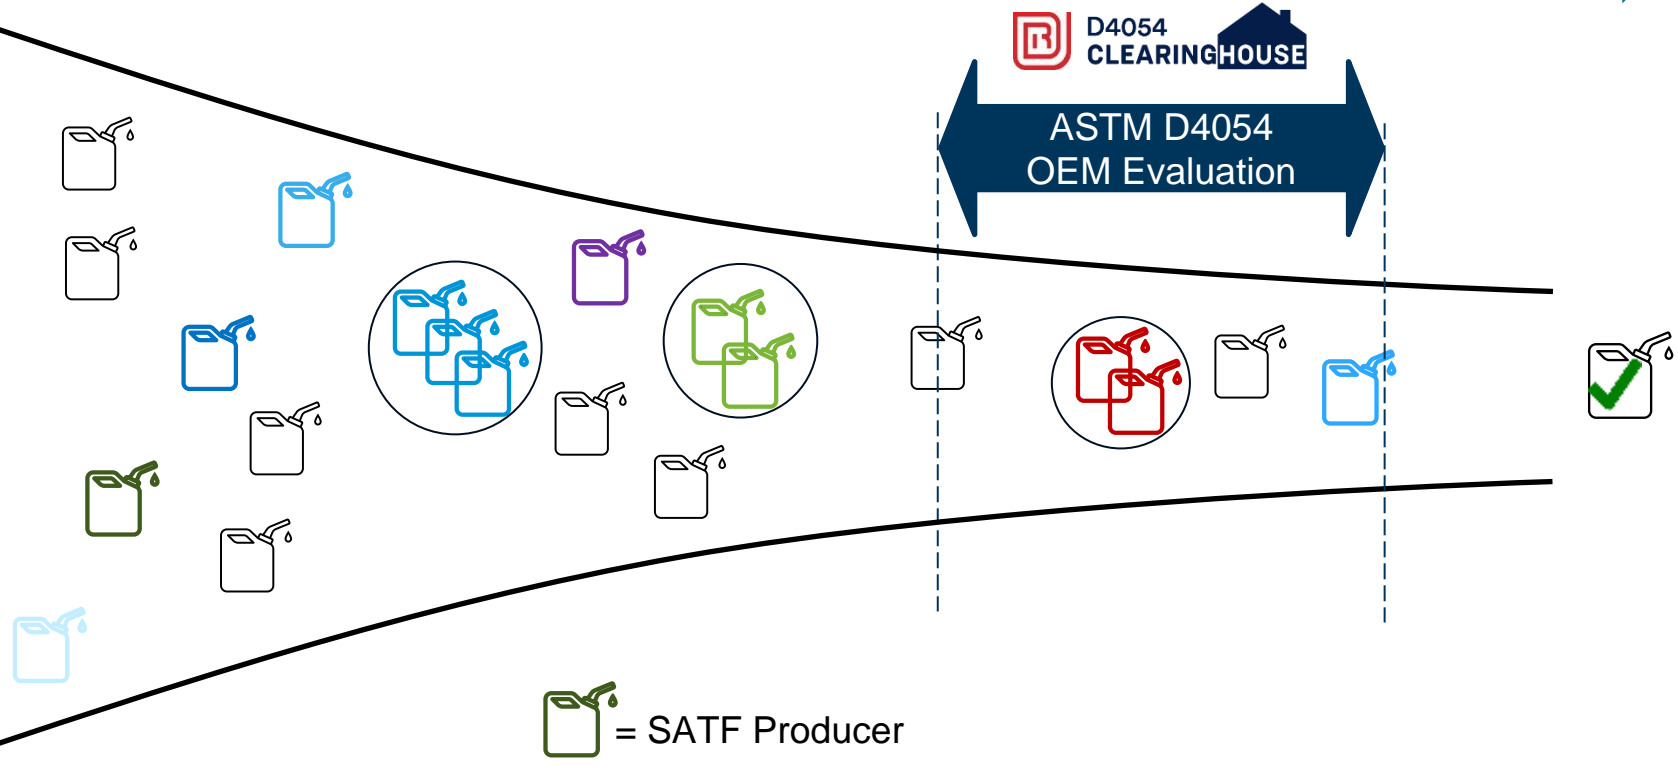 D4054
CLEARINGHOUSE
ASTM D4054
OEM Evaluation
= SATF Producer